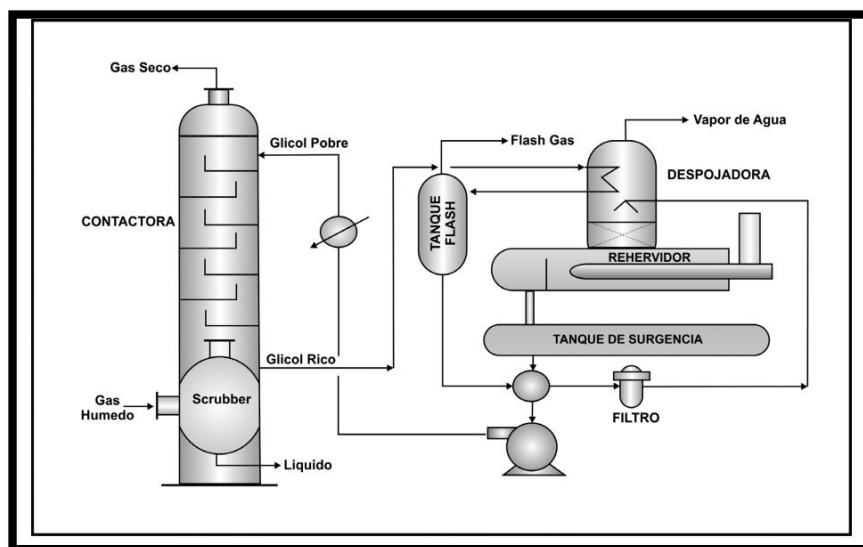 Gas Seco
Glicol Pobre
Flash Gas
Vapor de Agua
DESPOJADORA
CONTACTORA
TANQUE
FLASH
REHERVIDOR
TANQUE DE SURGENCIA
Glicol Rico
Gas
Humedo
Scrubber
FILTRO
Liquido